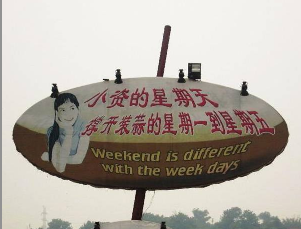 小资的星期天
撑开装蒜的星期一到星期五
Weekend is different
with the week days